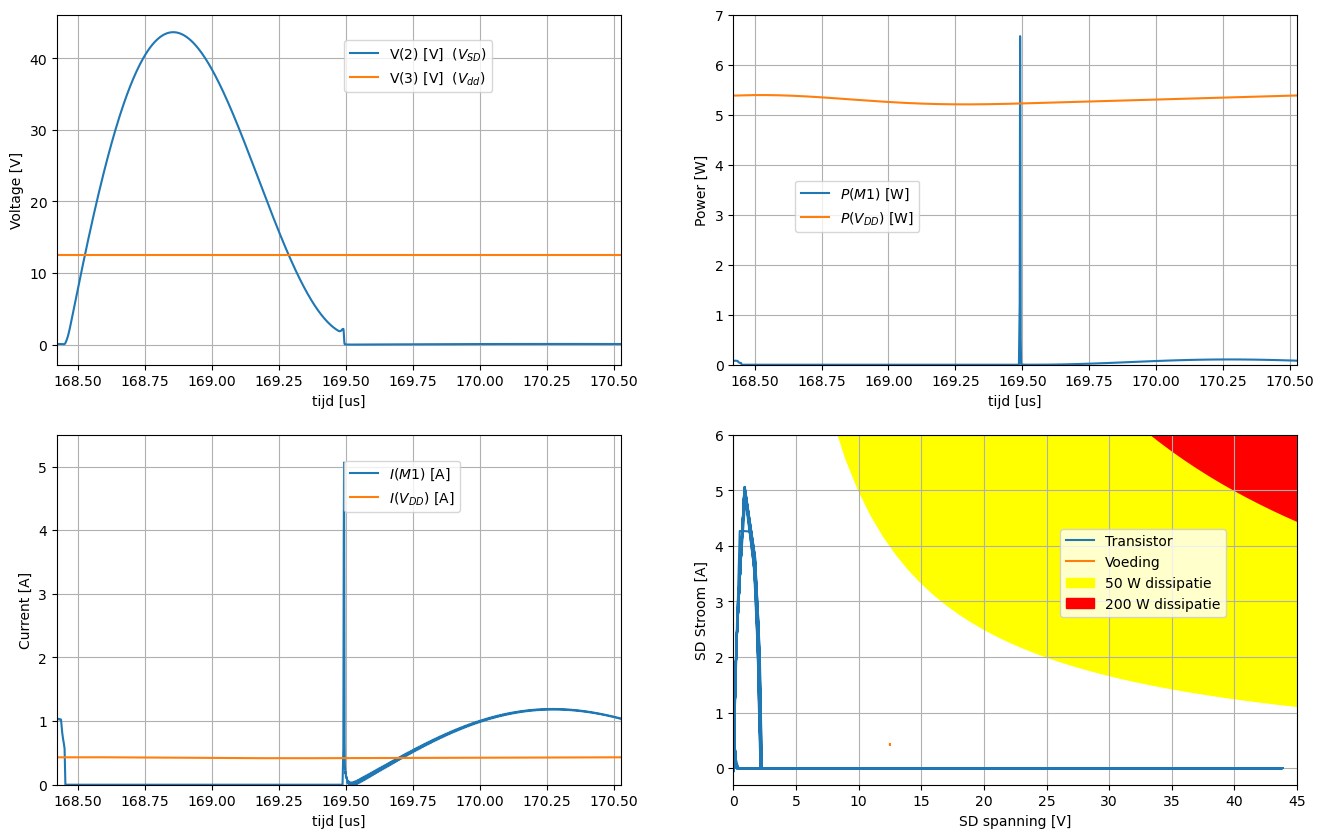 Voltage [V]
40
30
20
10
0
V(2) [V]  (V_SD)
V(3) [V]  (V_dd)
168.50 168.75 169.00 169.25 169.50 169.75 170.00 170.25 170.50
tijd [us]
Power [W]
7
6
5
4
3
2
1
0
P(M1) [W]
P(V_DD) [W]
168.50 168.75 169.00 169.25 169.50 169.75 170.00 170.25 170.50
tijd [us]
Current [A]
5
4
3
2
1
0
I(M1) [A]
I(V_DD) [A]
168.50 168.75 169.00 169.25 169.50 169.75 170.00 170.25 170.50
tijd [us]
SD Stroom [A]
6
5
4
3
2
1
0
Transistor
Voeding
50 W dissipatie
200 W dissipatie
0 5 10 15 20 25 30 35 40 45
SD spanning [V]